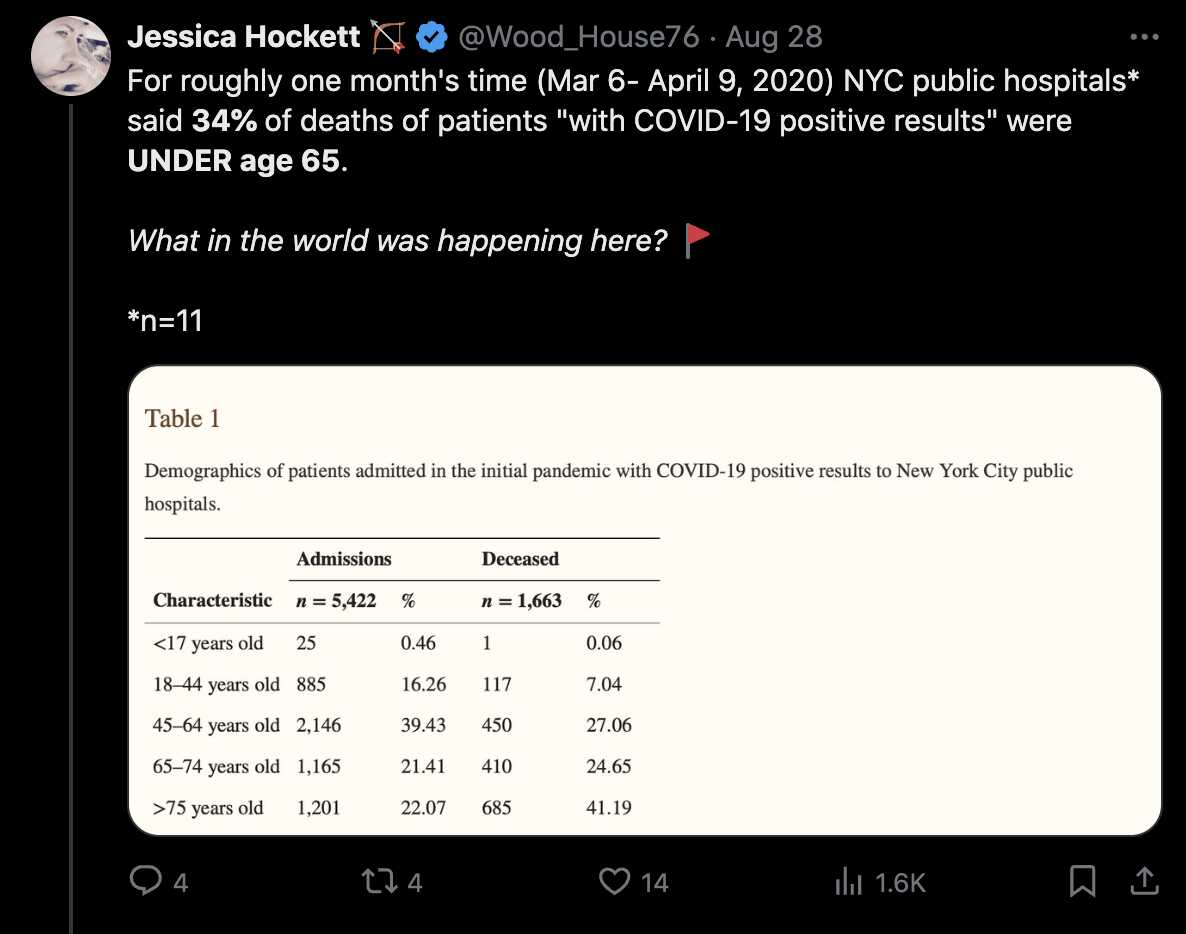 Jessica Hockett 🏹 @Wood_House76 · Aug 28
For roughly one month's time (Mar 6- April 9, 2020) NYC public hospitals*
said 34% of deaths of patients "with COVID-19 positive results" were
UNDER age 65.
What in the world was happening here? 🚩
*n=11
Table 1
Demographics of patients admitted in the initial pandemic with COVID-19 positive results to New York City public
hospitals.
Admissions Deceased
Characteristic n = 5,422 % n = 1,663 %
<17 years old 25 0.46 1 0.06
18–44 years old 885 16.26 117 7.04
45–64 years old 2,146 39.43 450 27.06
65–74 years old 1,165 21.41 410 24.65
>75 years old 1,201 22.07 685 41.19
4 4 14 1.6K